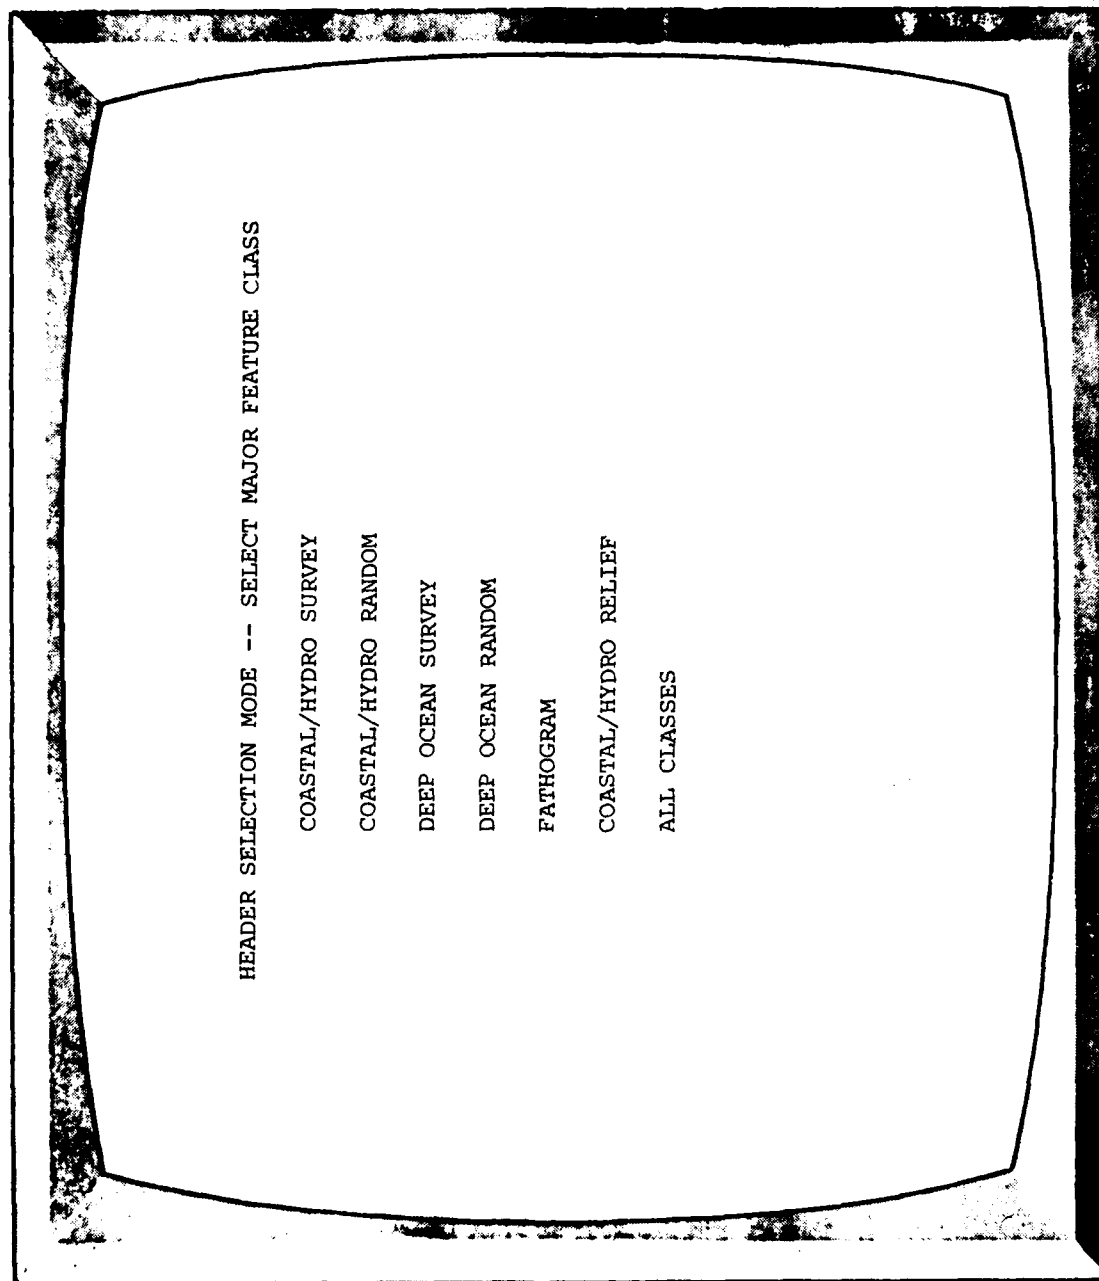 HEADER SELECTION MODE -- SELECT MAJOR FEATURE CLASS
COASTAL/HYDRO SURVEY
COASTAL/HYDRO RANDOM
DEEP OCEAN SURVEY
DEEP OCEAN RANDOM
FATHOGRAM
COASTAL/HYDRO RELIEF
ALL CLASSES